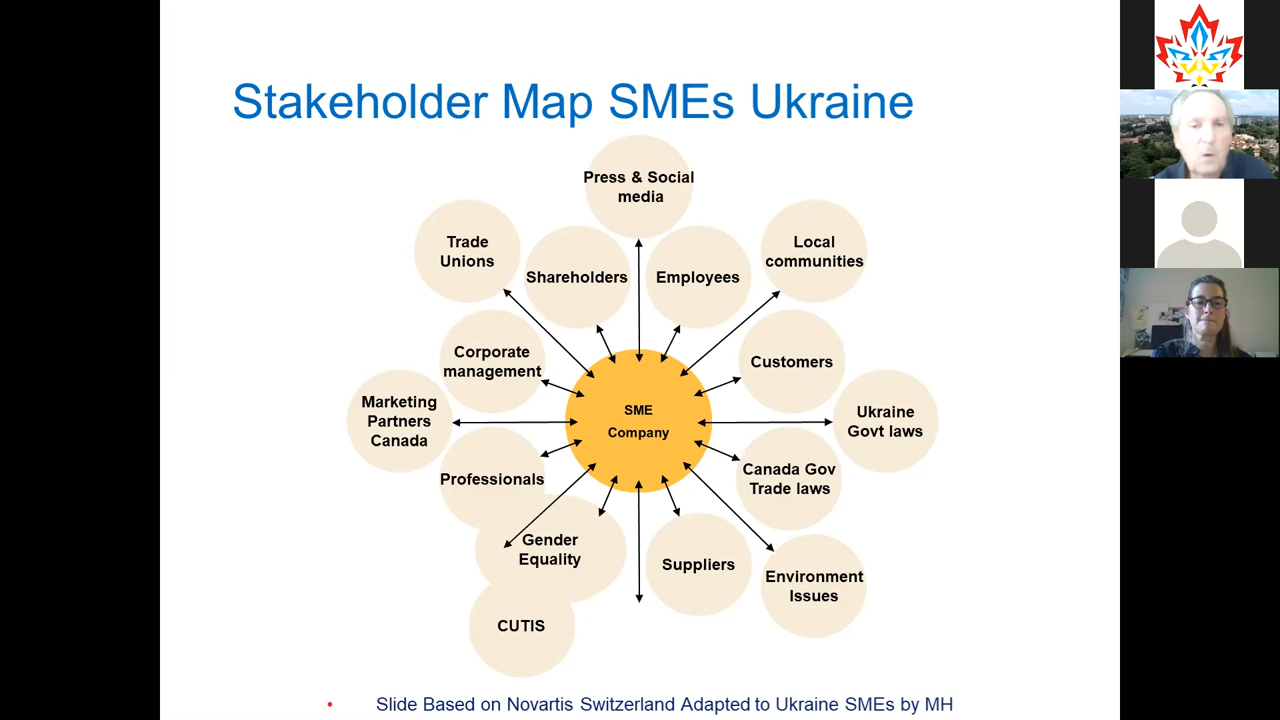 Stakeholder Map SMEs Ukraine
Press & Social
media
Trade
Unions
Shareholders
Employees
Local
communities
Corporate
management
Customers
Marketing
Partners
Canada
SME
Company
Ukraine
Govt laws
Professionals
Canada Gov
Trade laws
Gender
Equality
Suppliers
Environment
Issues
CUTIS
• Slide Based on Novartis Switzerland Adapted to Ukraine SMEs by MH